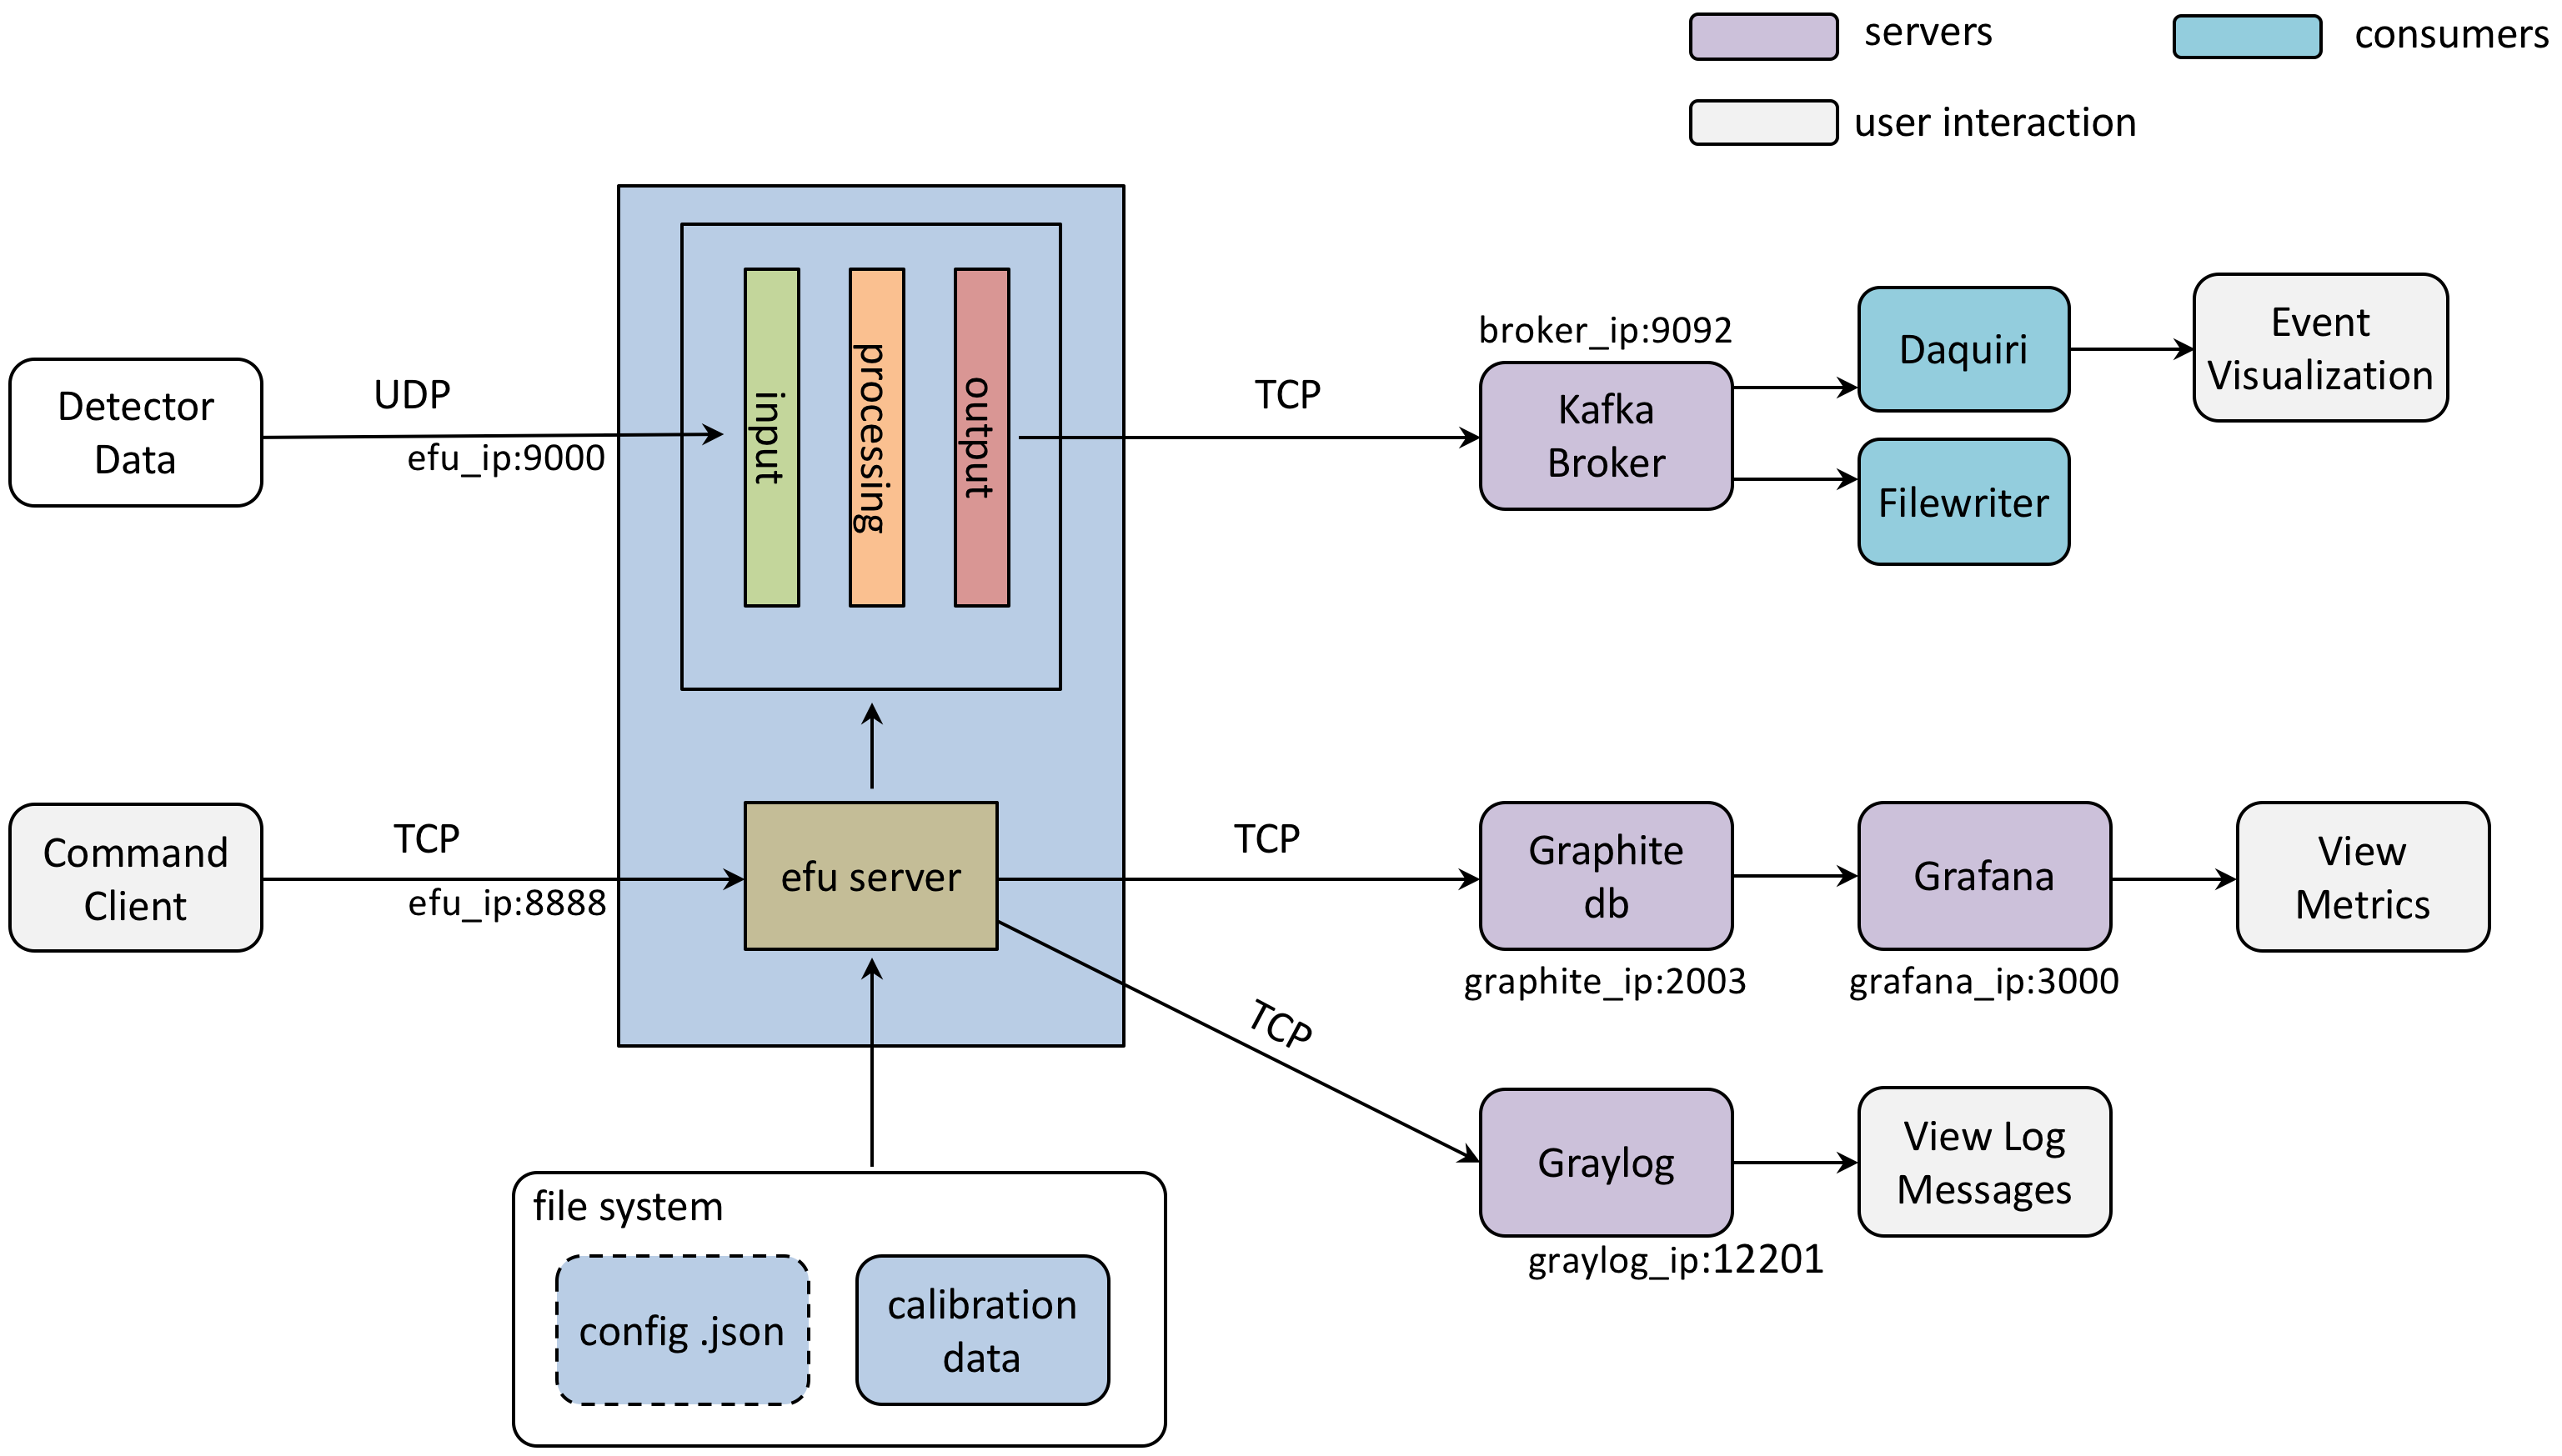 servers
consumers
user interaction
Detector
Data
UDP
efu_ip:9000
input
processing
output
TCP
broker_ip:9092
Kafka
Broker
Daquiri
Filewriter
Event
Visualization
Command
Client
TCP
efu_ip:8888
efu server
TCP
Graphite
db
graphite_ip:2003
Grafana
grafana_ip:3000
View
Metrics
TCP
Graylog
graylog_ip:12201
View Log
Messages
file system
config .json
calibration
data